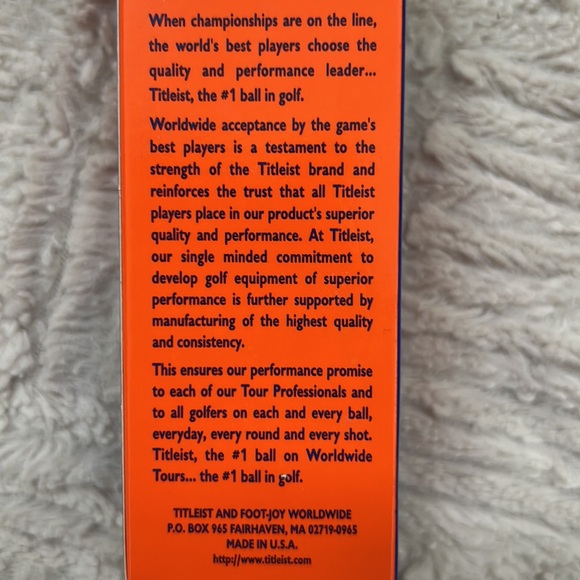 When championships are on the line,
the world's best players choose the
quality and performance leader...
Titleist, the #1 ball in golf.
Worldwide acceptance by the game's
best players is a testament to the
strength of the Titleist brand and
reinforces the trust that all Titleist
players place in our product's superior
quality and performance. At Titleist,
our single minded commitment to
develop golf equipment of superior
performance is further supported by
manufacturing of the highest quality
and consistency.
This ensures our performance promise
to each of our Tour Professionals and
to all golfers on each and every ball,
everyday, every round and every shot.
Titleist, the #1 ball on Worldwide
Tours... the #1 ball in golf.
TITLEIST AND FOOT-JOY WORLDWIDE
P.O. BOX 965 FAIRHAVEN, MA 02719-0965
MADE IN U.S.A.
http://www.titleist.com